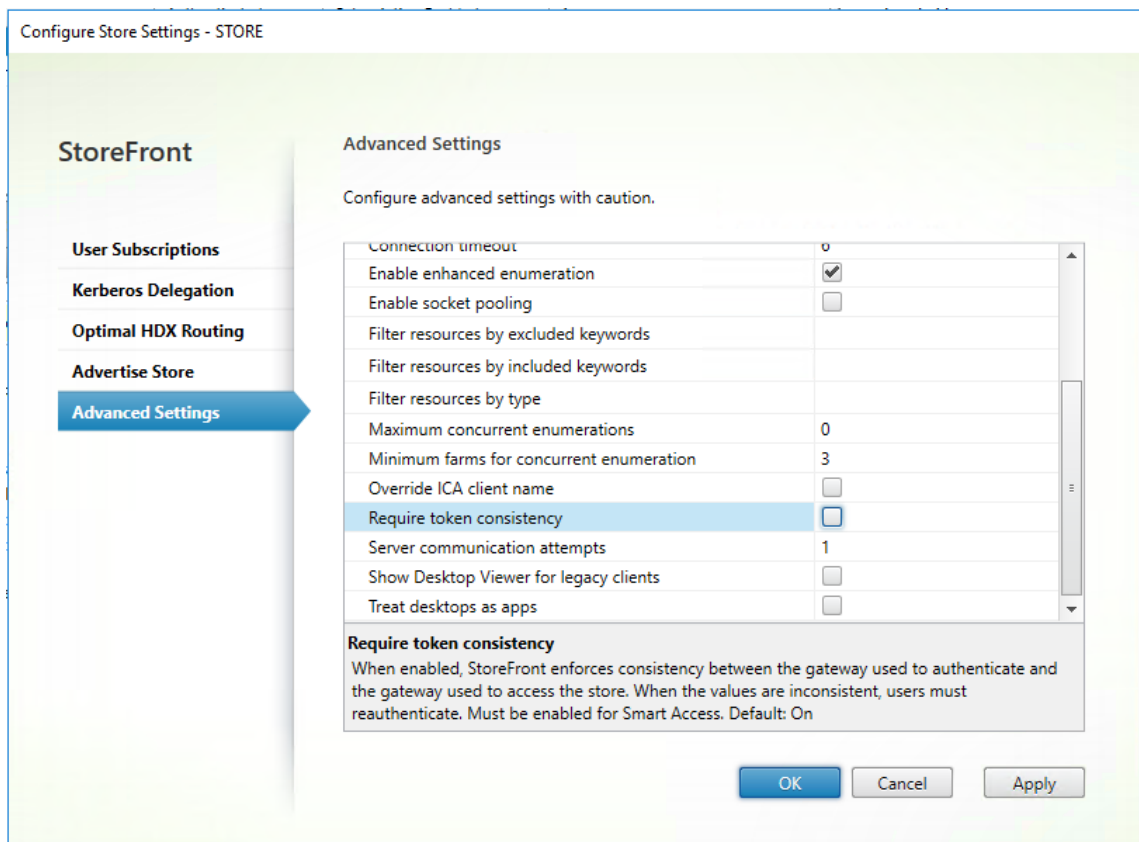 Configure Store Settings - STORE
StoreFront
User Subscriptions
Kerberos Delegation
Optimal HDX Routing
Advertise Store
Advanced Settings
Advanced Settings
Configure advanced settings with caution.
Connection timeout 6
Enable enhanced enumeration
Enable socket pooling
Filter resources by excluded keywords
Filter resources by included keywords
Filter resources by type
Maximum concurrent enumerations 0
Minimum farms for concurrent enumeration 3
Override ICA client name
Require token consistency
Server communication attempts 1
Show Desktop Viewer for legacy clients
Treat desktops as apps
Require token consistency
When enabled, StoreFront enforces consistency between the gateway used to authenticate and
the gateway used to access the store. When the values are inconsistent, users must
reauthenticate. Must be enabled for Smart Access. Default: On
OK Cancel Apply